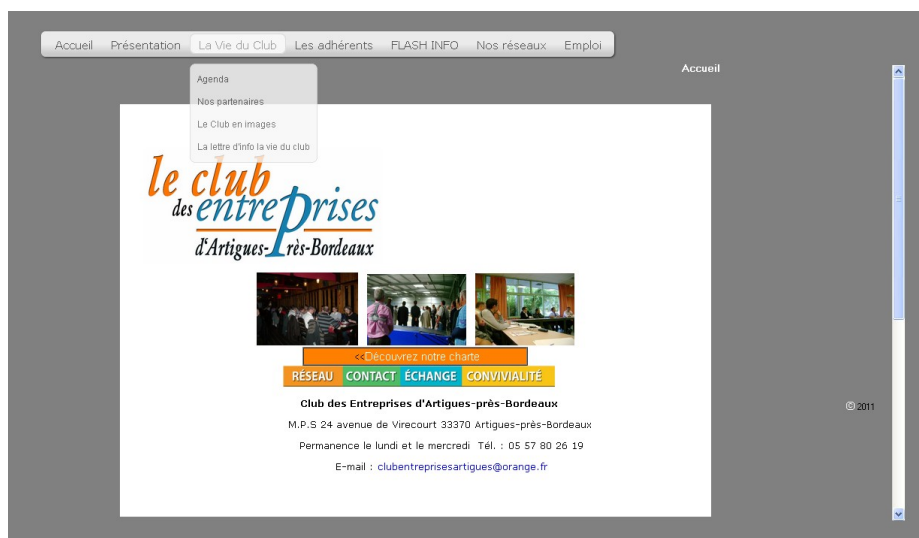 Accueil Présentation La Vie du Club Les adhérents FLASH INFO Nos réseaux Emploi
Accueil
Agenda
Nos partenaires
Le Club en images
La lettre d'info la vie du club
le club
des entreprises
d'Artigues-près-Bordeaux
<<Découvrez notre charte
RÉSEAU CONTACT ÉCHANGE CONVIVIALITÉ
Club des Entreprises d'Artigues-près-Bordeaux
M.P.S 24 avenue de Virecourt 33370 Artigues-près-Bordeaux
Permanence le lundi et le mercredi Tél. : 05 57 80 26 19
E-mail : clubentreprisesartigues@orange.fr
© 2011